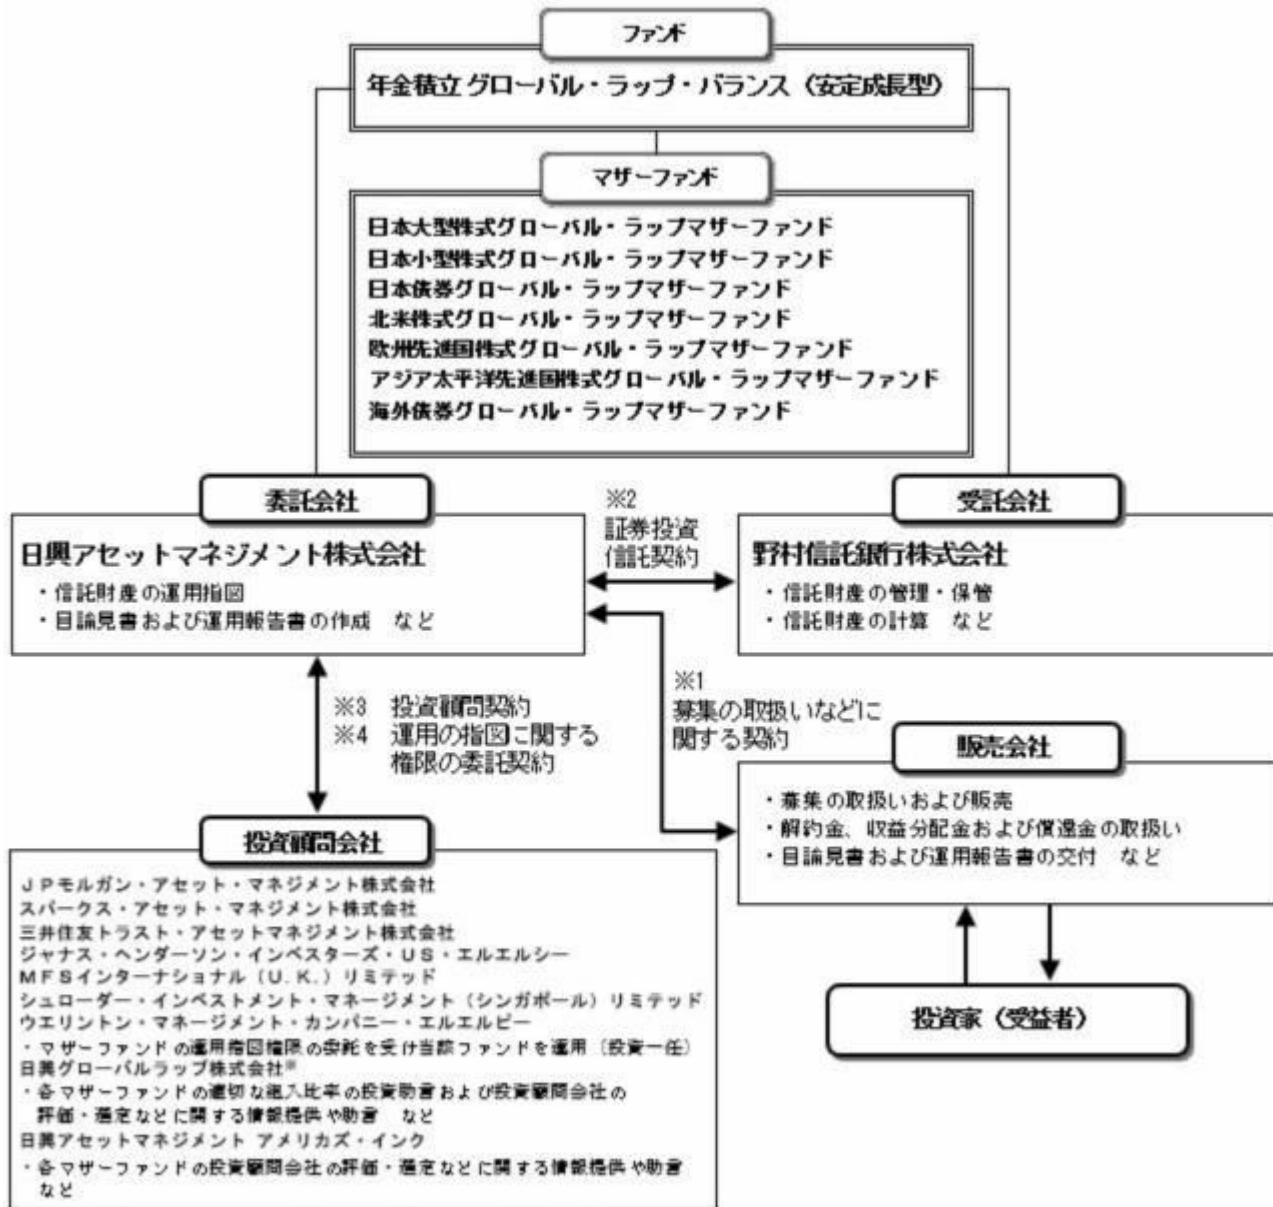 ファンド
年金積立 グローバル・ラップ・バランス（安定成長型）
マザーファンド
日本大型株式グローバル・ラップマザーファンド
日本小型株式グローバル・ラップマザーファンド
日本債券グローバル・ラップマザーファンド
北米株式グローバル・ラップマザーファンド
欧州先進国株式グローバル・ラップマザーファンド
アジア太平洋先進国株式グローバル・ラップマザーファンド
海外債券グローバル・ラップマザーファンド
委託会社
日興アセットマネジメント株式会社
・信託財産の運用指図
・目論見書および運用報告書の作成　など
※2
証券投資
信託契約
受託会社
野村信託銀行株式会社
・信託財産の管理・保管
・信託財産の計算　など
※1
募集の取扱いなどに
関する契約
※3　投資顧問契約
※4　運用の指図に関する
権限の委託契約
販売会社
・募集の取扱いおよび販売
・解約金、収益分配金および償還金の取扱い
・目論見書および運用報告書の交付　など
投資家（受益者）
投資顧問会社
ＪＰモルガン・アセット・マネジメント株式会社
スパークス・アセット・マネジメント株式会社
三井住友トラスト・アセットマネジメント株式会社
ジャナス・ヘンダーソン・インベスターズ・ＵＳ・エルエルシー
ＭＦＳインターナショナル（Ｕ.Ｋ.）リミテッド
シュローダー・インベストメント・マネージメント（シンガポール）リミテッド
ウエリントン・マネージメント・カンパニー・エルエルピー
・マザーファンドの運用指図権限の委託を受け当該ファンドを運用（投資一任）
日興グローバルラップ株式会社※
・各マザーファンドの適切な組入比率の投資助言および投資顧問会社の
評価・選定などに関する情報提供や助言　など
日興アセットマネジメント アメリカズ・インク
・各マザーファンドの投資顧問会社の評価・選定などに関する情報提供や助言
など